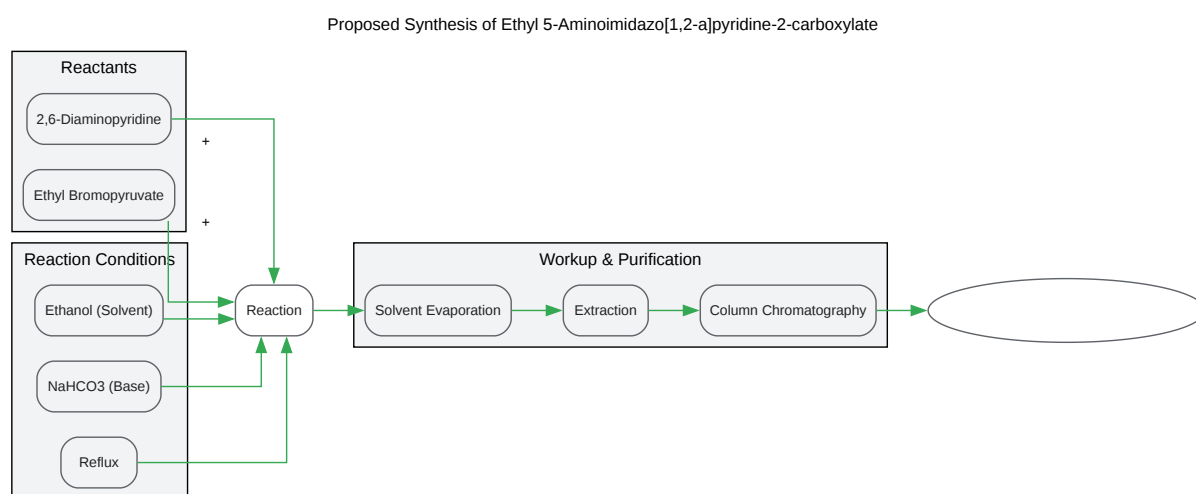 Proposed Synthesis of Ethyl 5-Aminoimidazo[1,2-a]pyridine-2-carboxylate
Reactants
2,6-Diaminopyridine
+
Ethyl Bromopyruvate
+
Reaction Conditions
Ethanol (Solvent)
NaHCO3 (Base)
Reflux
Reaction
Workup & Purification
Solvent Evaporation
Extraction
Column Chromatography